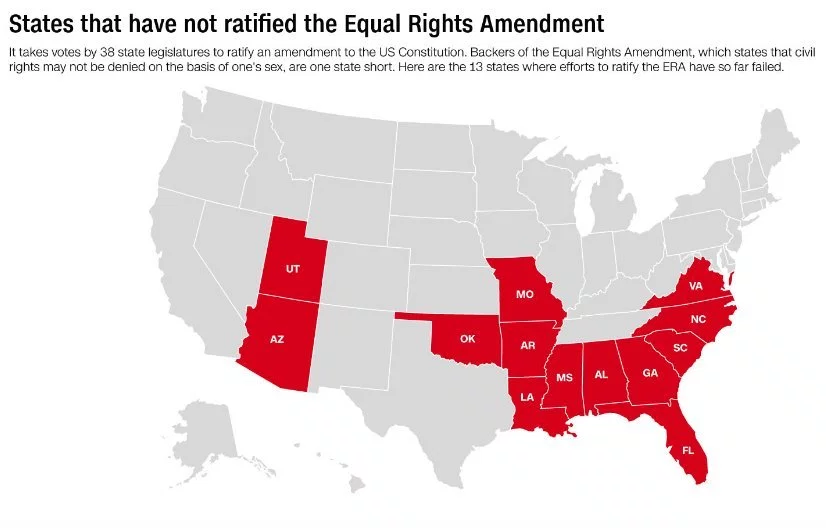 States that have not ratified the Equal Rights Amendment
It takes votes by 38 state legislatures to ratify an amendment to the US Constitution. Backers of the Equal Rights Amendment, which states that civil
rights may not be denied on the basis of one's sex, are one state short. Here are the 13 states where efforts to ratify the ERA have so far failed.
UT
MO
VA
NC
AZ
OK
AR
SC
MS
AL
GA
LA
FL